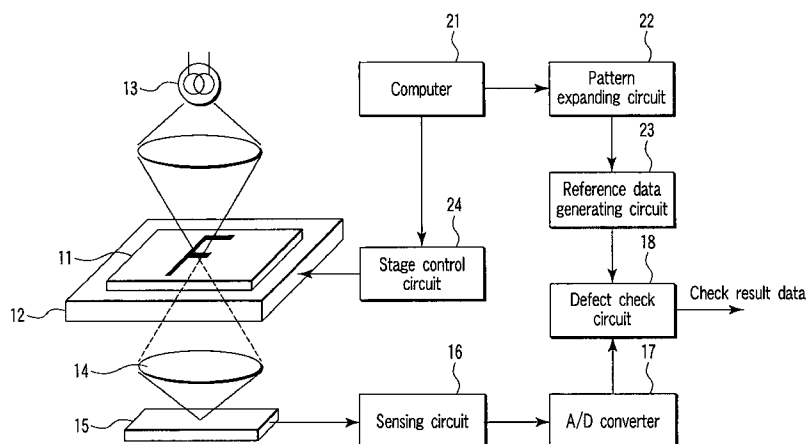 21
22
13
Computer
Pattern
expanding circuit
23
Reference data
generating circuit
24
18
11
Stage control
circuit
Defect check
circuit
Check result data
12
14
16
17
15
Sensing circuit
A/D converter